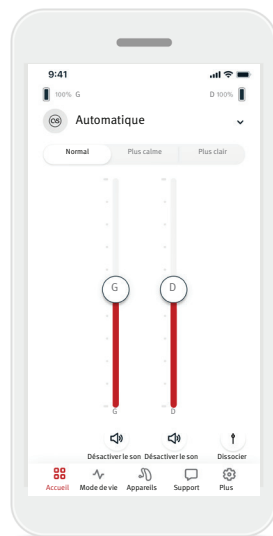 9:41
100% G D 100%
Automatique
Normal Plus calme Plus clair
G D
G D
Désactiver le son Désactiver le son Dissocier
Accueil Mode de vie Appareils Support Plus